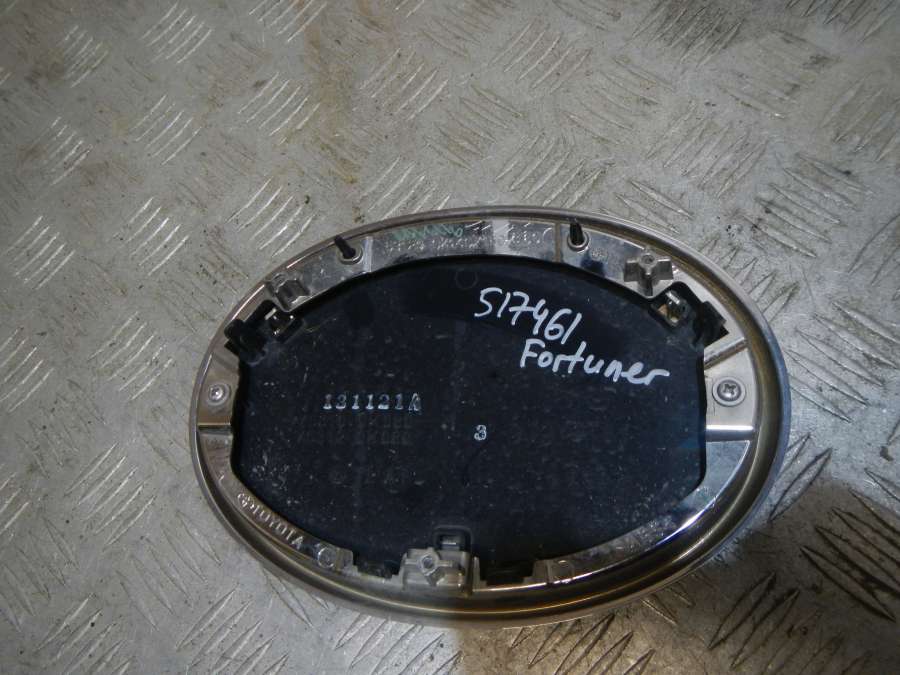 517461
Fortuner
131121A
3
TOYOTA